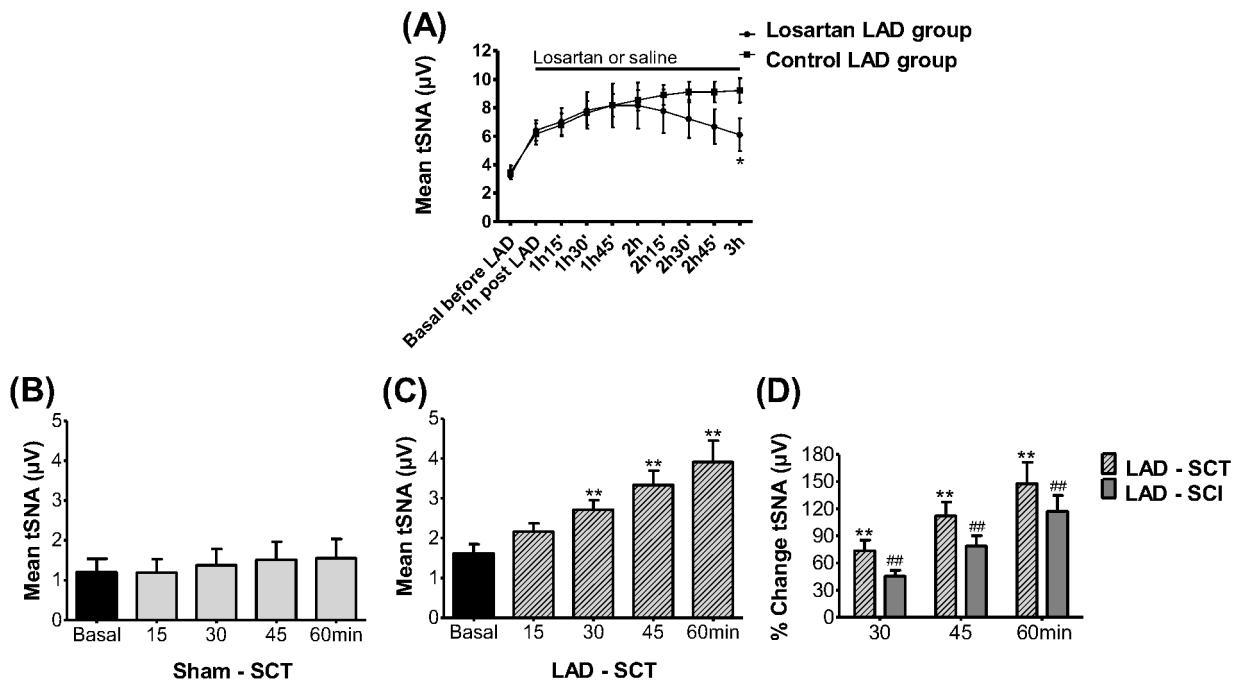 (A)
Losartan LAD group
Control LAD group
Losartan or saline
Mean tSNA (µV)
12
10
8
6
4
2
0
*
Basal before LAD
1h post LAD
1h15'
1h30'
1h45'
2h
2h15'
2h30'
2h45'
3h
(B)
Mean tSNA (µV)
5
4
3
2
1
0
Basal 15 30 45 60min
Sham - SCT
(C)
Mean tSNA (µV)
5
4
3
2
1
0
** ** **
Basal 15 30 45 60min
LAD - SCT
(D)
% Change tSNA (µV)
180
150
120
90
60
30
0
** ## ** ## ** ##
30 45 60min
LAD - SCT
LAD - SCI